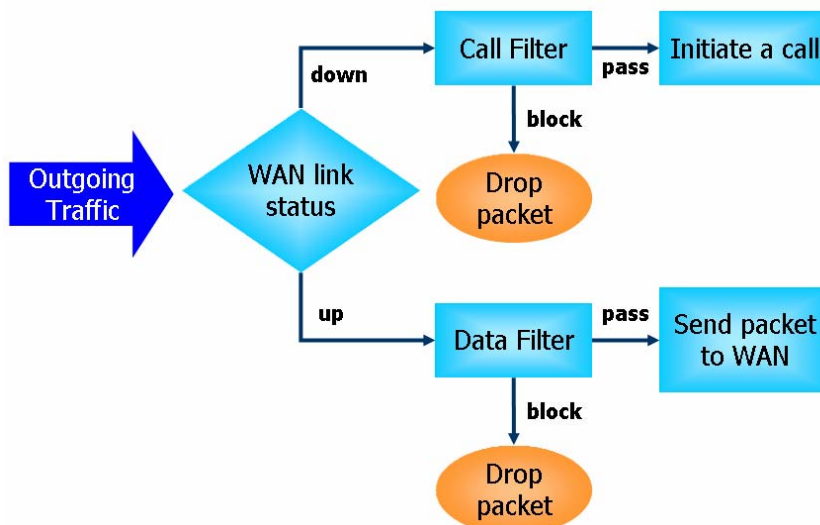 Outgoing
Traffic
WAN link
status
down
Call Filter
pass
Initiate a call
block
Drop
packet
up
Data Filter
pass
Send packet
to WAN
block
Drop
packet